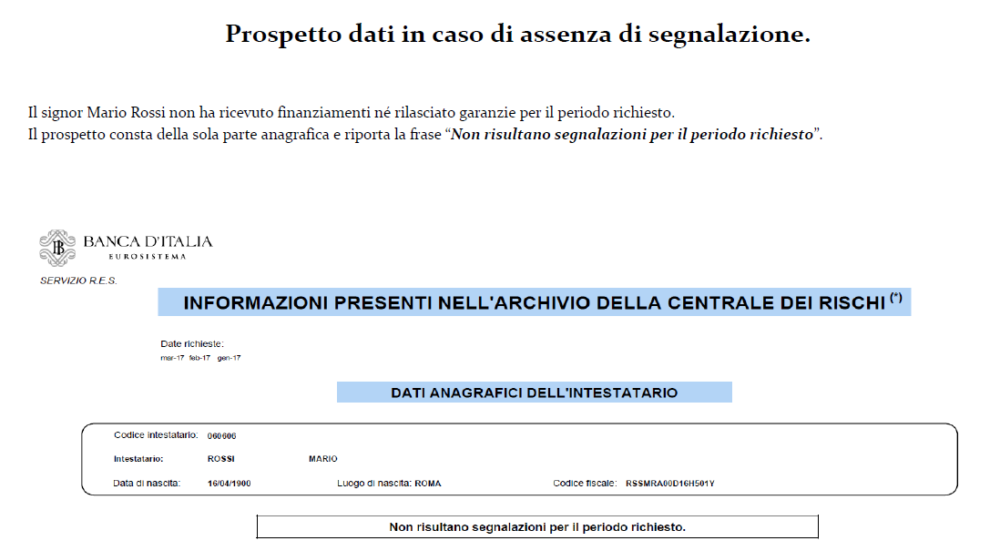 Prospetto dati in caso di assenza di segnalazione.
Il signor Mario Rossi non ha ricevuto finanziamenti né rilasciato garanzie per il periodo richiesto.
Il prospetto consta della sola parte anagrafica e riporta la frase “Non risultano segnalazioni per il periodo richiesto”.
BANCA D'ITALIA
EUROSISTEMA
SERVIZIO R.E.S.
INFORMAZIONI PRESENTI NELL'ARCHIVIO DELLA CENTRALE DEI RISCHI (*)
Date richieste:
mar-17 feb-17 gen-17
DATI ANAGRAFICI DELL'INTESTATARIO
Codice intestatario: 060606
Intestatario: ROSSI MARIO
Data di nascita: 16/04/1900 Luogo di nascita: ROMA Codice fiscale: RSSMRA00D16H501Y
Non risultano segnalazioni per il periodo richiesto.